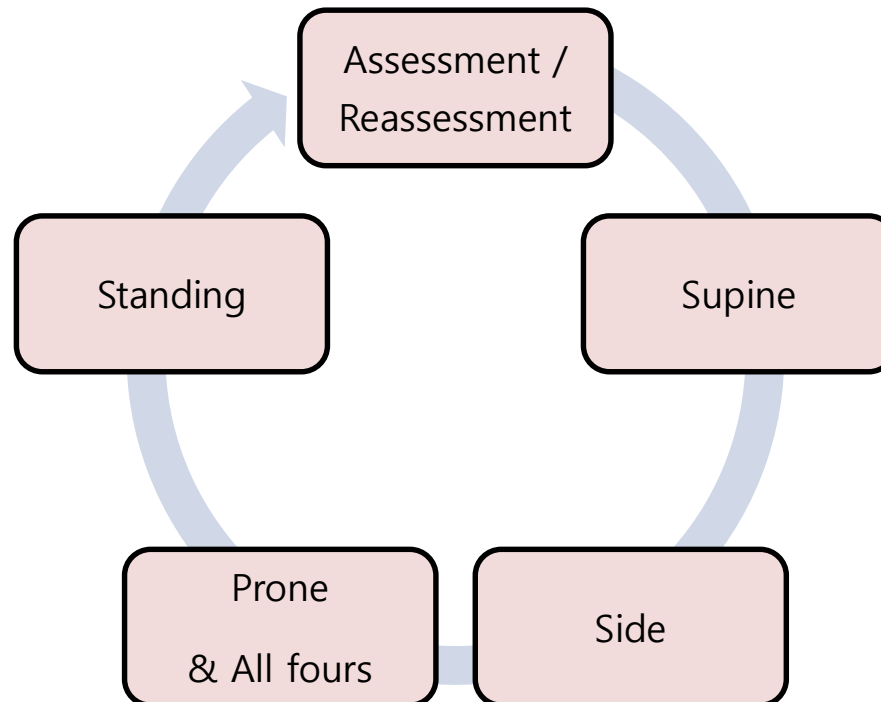 Assessment /
Reassessment
Supine
Side
Prone
& All fours
Standing